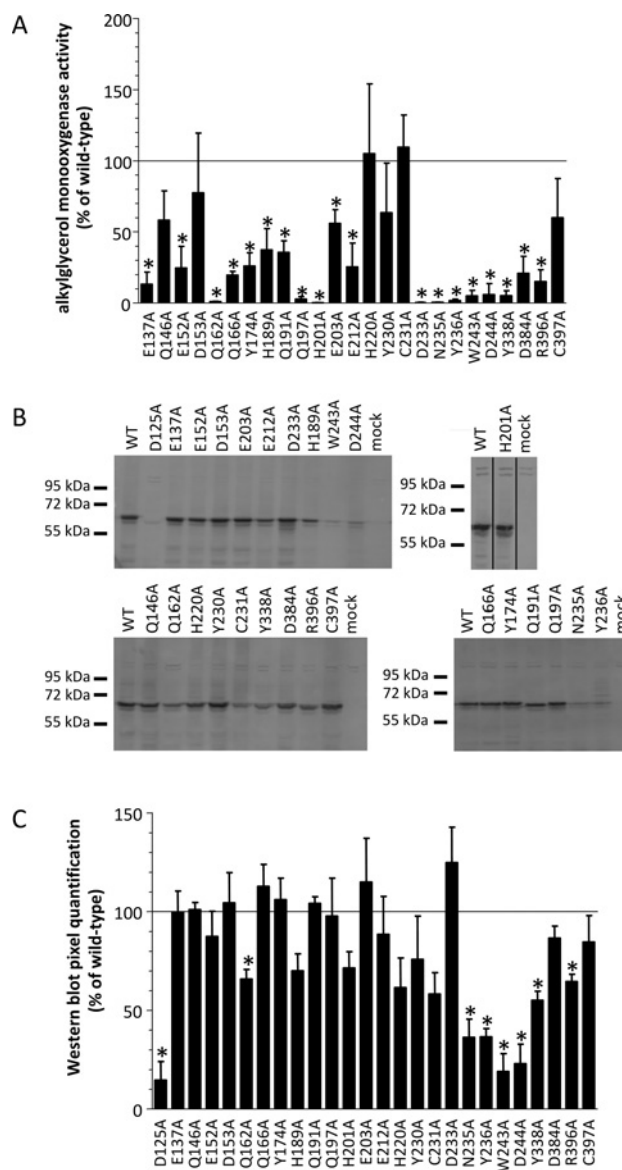 A
alkylglycerol monooxygenase activity
(% of wild-type)
200
150
100
50
0
* * * * * * * * * * * * * * * * * *
E137A Q146A E152A D153A Q162A Q166A Y174A H189A Q191A Q197A H201A E203A E212A H220A Y230A C231A D233A N235A Y236A W243A D244A Y338A D384A R396A C397A
B
WT D125A E137A E152A D153A E203A E212A D233A H189A W243A D244A mock
95 kDa
72 kDa
55 kDa
WT H201A mock
95 kDa
72 kDa
55 kDa
WT Q146A Q162A H220A Y230A C231A Y338A D384A R396A C397A mock
95 kDa
72 kDa
55 kDa
WT Q166A Y174A Q191A Q197A N235A Y236A mock
95 kDa
72 kDa
55 kDa
C
Western blot pixel quantification
(% of wild-type)
150
100
50
0
* * * * * * * *
D125A E137A Q146A E152A D153A Q162A Q166A Y174A H189A Q191A Q197A H201A E203A E212A H220A Y230A C231A D233A N235A Y236A W243A D244A Y338A D384A R396A C397A